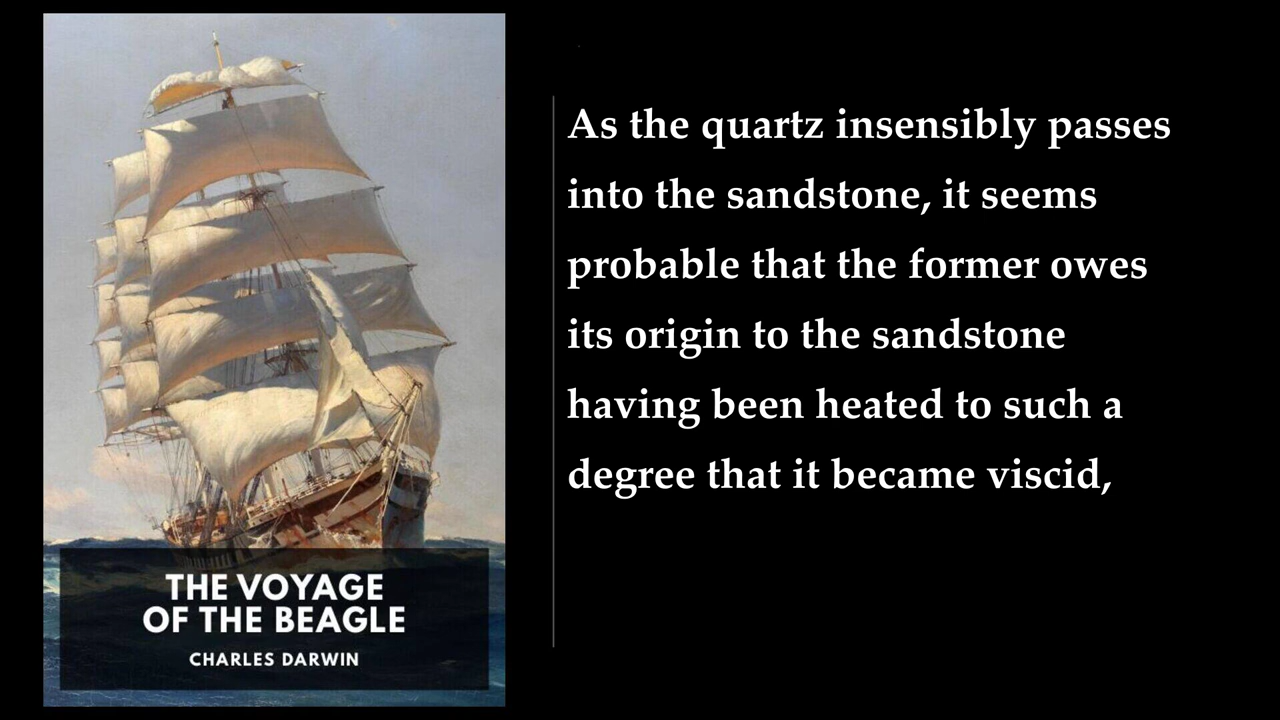 THE VOYAGE
OF THE BEAGLE
CHARLES DARWIN
As the quartz insensibly passes
into the sandstone, it seems
probable that the former owes
its origin to the sandstone
having been heated to such a
degree that it became viscid,